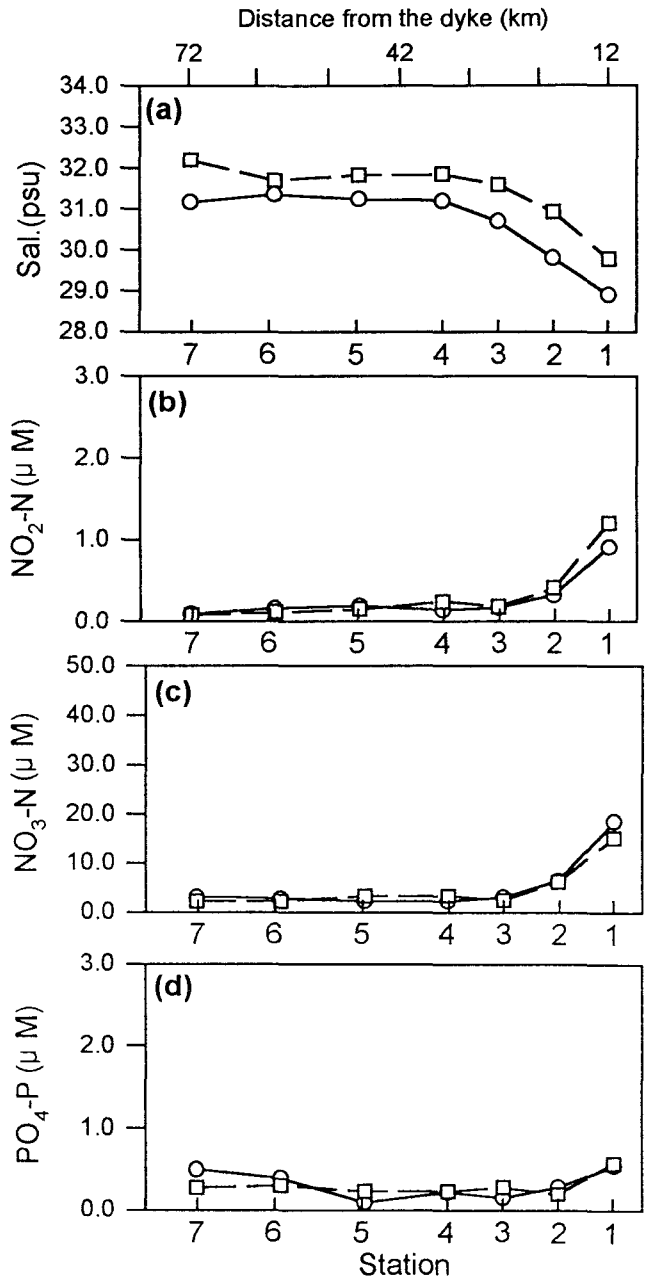 Distance from the dyke (km)
72 42 12
(a)
34.0
33.0
32.0
31.0
30.0
29.0
28.0
Sal.(psu)
7 6 5 4 3 2 1
(b)
3.0
2.0
1.0
0.0
NO₂-N (µ M)
7 6 5 4 3 2 1
(c)
50.0
40.0
30.0
20.0
10.0
0.0
NO₃-N (µ M)
7 6 5 4 3 2 1
(d)
3.0
2.0
1.0
0.0
PO₄-P (µ M)
7 6 5 4 3 2 1
Station